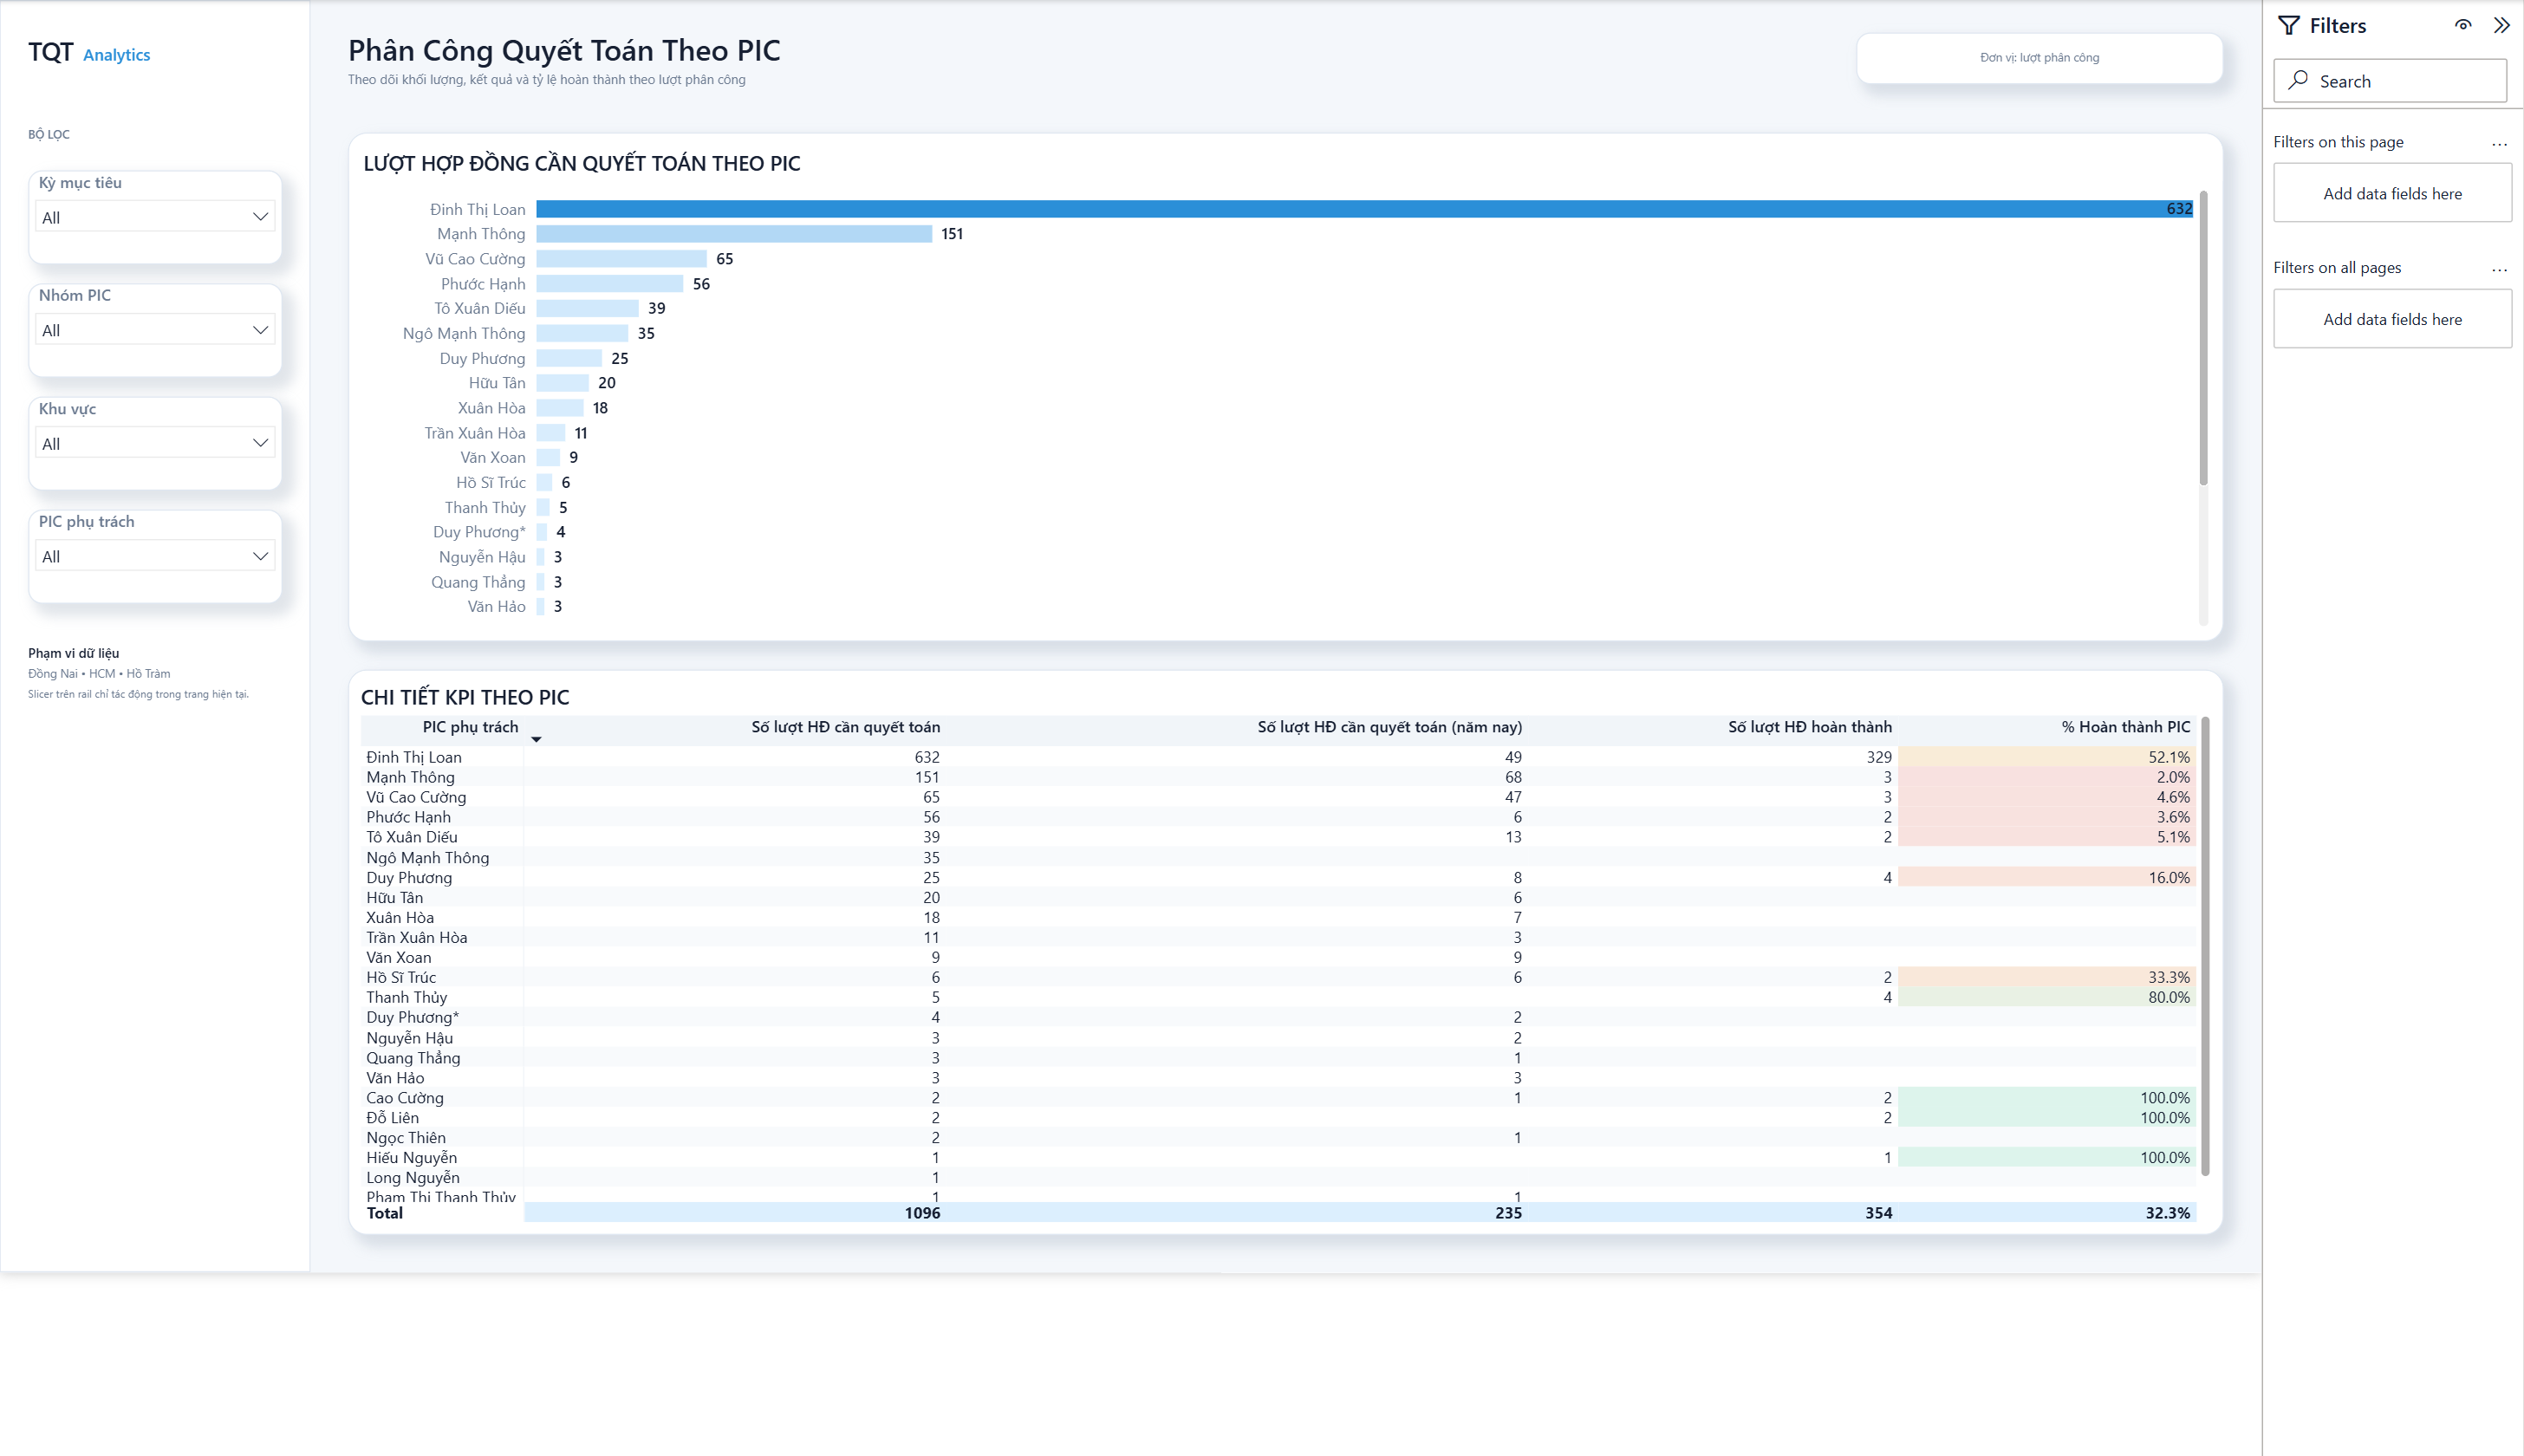 TQT Analytics
BỘ LỌC
Kỳ mục tiêu
All
Nhóm PIC
All
Khu vực
All
PIC phụ trách
All
Phạm vi dữ liệu
Đồng Nai • HCM • Hồ Tràm
Slicer trên rail chỉ tác động trong trang hiện tại.
Phân Công Quyết Toán Theo PIC
Theo dõi khối lượng, kết quả và tỷ lệ hoàn thành theo lượt phân công
Đơn vị: lượt phân công
LƯỢT HỢP ĐỒNG CẦN QUYẾT TOÁN THEO PIC
Đinh Thị Loan 632
Mạnh Thông 151
Vũ Cao Cường 65
Phước Hạnh 56
Tô Xuân Diếu 39
Ngô Mạnh Thông 35
Duy Phương 25
Hữu Tân 20
Xuân Hòa 18
Trần Xuân Hòa 11
Văn Xoan 9
Hồ Sĩ Trúc 6
Thanh Thủy 5
Duy Phương* 4
Nguyễn Hậu 3
Quang Thắng 3
Văn Hảo 3
CHI TIẾT KPI THEO PIC
PIC phụ trách Số lượt HĐ cần quyết toán Số lượt HĐ cần quyết toán (năm nay) Số lượt HĐ hoàn thành % Hoàn thành PIC
Đinh Thị Loan 632 49 329 52.1%
Mạnh Thông 151 68 3 2.0%
Vũ Cao Cường 65 47 3 4.6%
Phước Hạnh 56 6 2 3.6%
Tô Xuân Diếu 39 13 2 5.1%
Ngô Mạnh Thông 35
Duy Phương 25 8 4 16.0%
Hữu Tân 20 6
Xuân Hòa 18 7
Trần Xuân Hòa 11 3
Văn Xoan 9 9
Hồ Sĩ Trúc 6 6 2 33.3%
Thanh Thủy 5 4 80.0%
Duy Phương* 4 2
Nguyễn Hậu 3 2
Quang Thắng 3 1
Văn Hảo 3 3
Cao Cường 2 1 2 100.0%
Đỗ Liên 2 2 100.0%
Ngọc Thiên 2 1
Hiếu Nguyễn 1 1 100.0%
Long Nguyễn 1
Phạm Thị Thanh Thủy 1 1
Total 1096 235 354 32.3%
Filters
Search
Filters on this page ...
Add data fields here
Filters on all pages ...
Add data fields here